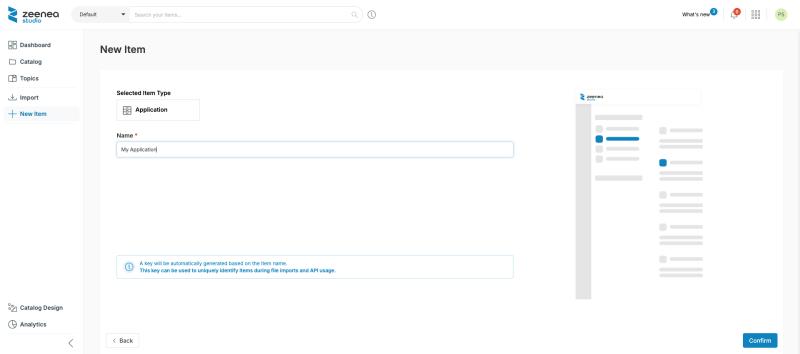 zeenea
studio
Default
Search your items...
What's new
3
6
PS
Dashboard
Catalog
Topics
Import
New Item
New Item
Selected Item Type
Application
Name *
My Application
A key will be automatically generated based on the item name.
This key can be used to uniquely identify items during file imports and API usage.
zeenea
studio
Catalog Design
Analytics
Back
Confirm